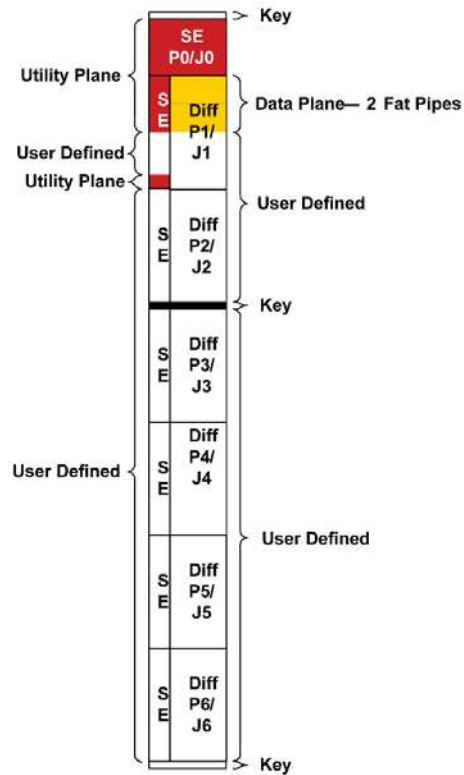 Key
SE
P0/J0
Utility Plane
S
E
Diff
P1/
J1
Data Plane— 2 Fat Pipes
User Defined
Utility Plane
User Defined
S
E
Diff
P2/
J2
Key
S
E
Diff
P3/
J3
S
E
Diff
P4/
J4
User Defined
User Defined
S
E
Diff
P5/
J5
S
E
Diff
P6/
J6
Key